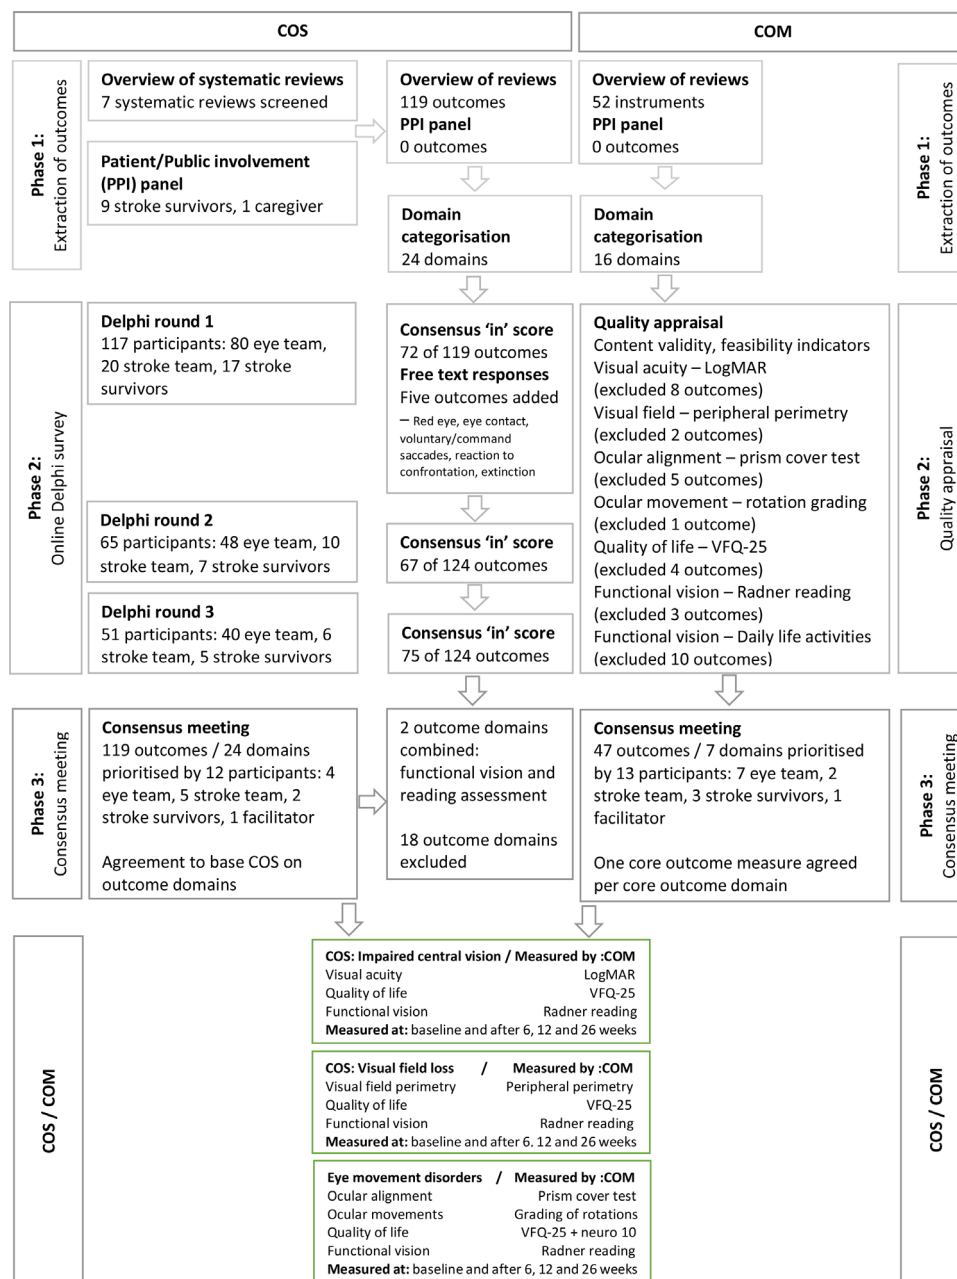 COS
COM
Phase 1:
Extraction of outcomes
Overview of systematic reviews
7 systematic reviews screened
Patient/Public involvement
(PPI) panel
9 stroke survivors, 1 caregiver
Overview of reviews
119 outcomes
PPI panel
0 outcomes
Domain
categorisation
24 domains
Overview of reviews
52 instruments
PPI panel
0 outcomes
Domain
categorisation
16 domains
Phase 1:
Extraction of outcomes
Phase 2:
Online Delphi survey
Delphi round 1
117 participants: 80 eye team,
20 stroke team, 17 stroke
survivors
Delphi round 2
65 participants: 48 eye team, 10
stroke team, 7 stroke survivors
Delphi round 3
51 participants: 40 eye team, 6
stroke team, 5 stroke survivors
Consensus ‘in’ score
72 of 119 outcomes
Free text responses
Five outcomes added
– Red eye, eye contact,
voluntary/command
saccades, reaction to
confrontation, extinction
Consensus ‘in’ score
67 of 124 outcomes
Consensus ‘in’ score
75 of 124 outcomes
Quality appraisal
Content validity, feasibility indicators
Visual acuity – LogMAR
(excluded 8 outcomes)
Visual field – peripheral perimetry
(excluded 2 outcomes)
Ocular alignment – prism cover test
(excluded 5 outcomes)
Ocular movement – rotation grading
(excluded 1 outcome)
Quality of life – VFQ-25
(excluded 4 outcomes)
Functional vision – Radner reading
(excluded 3 outcomes)
Functional vision – Daily life activities
(excluded 10 outcomes)
Phase 2:
Quality appraisal
Phase 3:
Consensus meeting
Consensus meeting
119 outcomes / 24 domains
prioritised by 12 participants: 4
eye team, 5 stroke team, 2
stroke survivors, 1 facilitator
Agreement to base COS on
outcome domains
2 outcome domains
combined:
functional vision and
reading assessment
18 outcome domains
excluded
Consensus meeting
47 outcomes / 7 domains prioritised
by 13 participants: 7 eye team, 2
stroke team, 3 stroke survivors, 1
facilitator
One core outcome measure agreed
per core outcome domain
Phase 3:
Consensus meeting
COS / COM
COS: Impaired central vision / Measured by :COM
Visual acuity LogMAR
Quality of life VFQ-25
Functional vision Radner reading
Measured at: baseline and after 6, 12 and 26 weeks
COS: Visual field loss / Measured by :COM
Visual field perimetry Peripheral perimetry
Quality of life VFQ-25
Functional vision Radner reading
Measured at: baseline and after 6. 12 and 26 weeks
Eye movement disorders / Measured by :COM
Ocular alignment Prism cover test
Ocular movements Grading of rotations
Quality of life VFQ-25 + neuro 10
Functional vision Radner reading
Measured at: baseline and after 6, 12 and 26 weeks
COS / COM